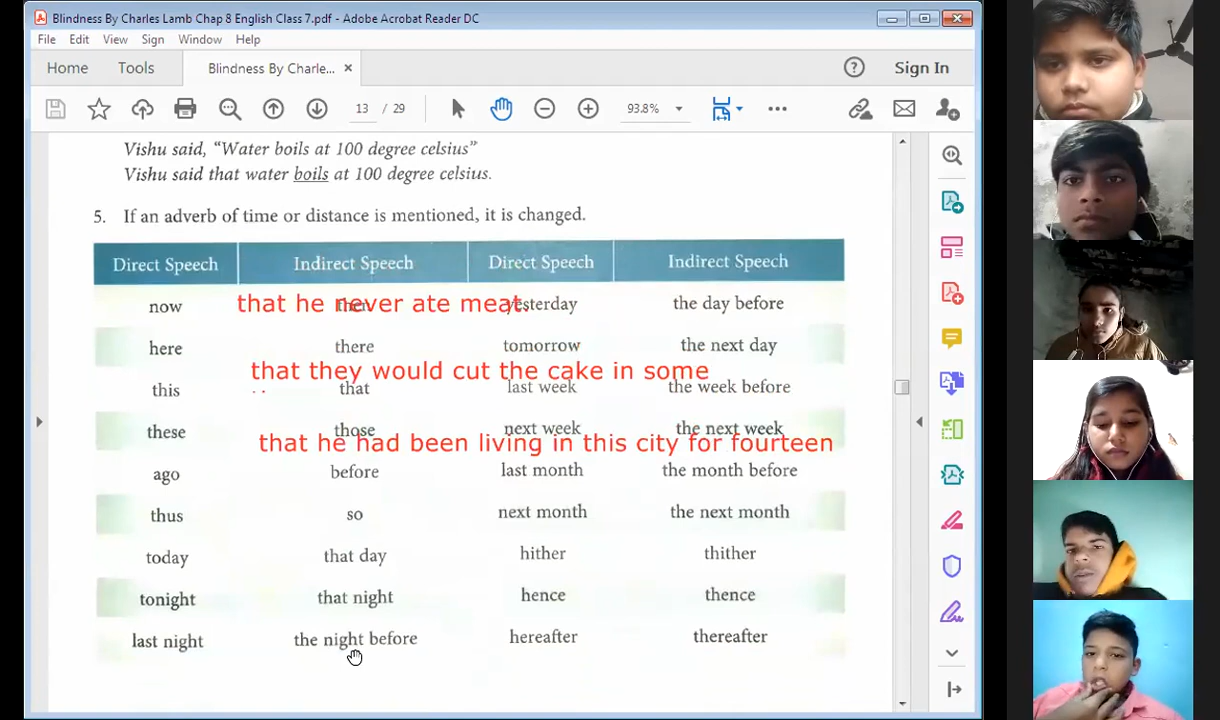 Blindness By Charles Lamb Chap 8 English Class 7.pdf - Adobe Acrobat Reader DC
File Edit View Sign Window Help
Home Tools Blindness By Charle... × Sign In
13 / 29 93.8%
Vishu said, “Water boils at 100 degree celsius”
Vishu said that water boils at 100 degree celsius.
5. If an adverb of time or distance is mentioned, it is changed.
Direct Speech Indirect Speech Direct Speech Indirect Speech
now then yesterday the day before
that he never ate meat.
here there tomorrow the next day
that they would cut the cake in some
this that last week the week before
these those next week the next week
that he had been living in this city for fourteen
ago before last month the month before
thus so next month the next month
today that day hither thither
tonight that night hence thence
last night the night before hereafter thereafter